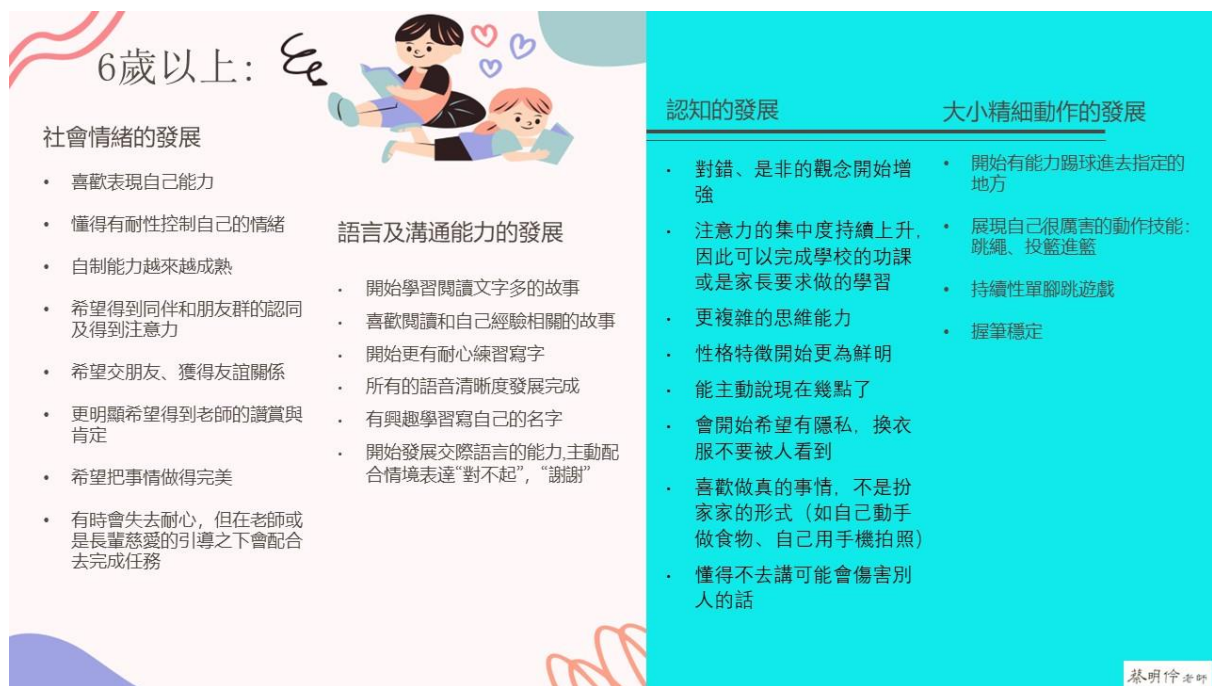 6歲以上：
社會情緒的發展
• 喜歡表現自己能力
• 懂得有耐性控制自己的情緒
• 自制能力越來越成熟
• 希望得到同伴和朋友群的認同
及得到注意力
• 希望交朋友、獲得友誼關係
• 更明顯希望得到老師的讚賞與
肯定
• 希望把事情做得完美
• 有時會失去耐心，但在老師或
是長輩慈愛的引導之下會配合
去完成任務
語言及溝通能力的發展
• 開始學習閱讀文字多的故事
• 喜歡閱讀和自己經驗相關的故事
• 開始更有耐心練習寫字
• 所有的語音清晰度發展完成
• 有興趣學習寫自己的名字
• 開始發展交際語言的能力,主動配
合情境表達“對不起”，“謝謝”
認知的發展
• 對錯、是非的觀念開始增
強
• 注意力的集中度持續上升，
因此可以完成學校的功課
或是家長要求做的學習
• 更複雜的思維能力
• 性格特徵開始更為鮮明
• 能主動說現在幾點了
• 會開始希望有隱私，換衣
服不要被人看到
• 喜歡做真的事情，不是扮
家家的形式（如自己動手
做食物、自己用手機拍照）
• 懂得不去講可能會傷害別
人的話
大小精細動作的發展
• 開始有能力踢球進去指定的
地方
• 展現自己很厲害的動作技能：
跳繩、投籃進籃
• 持續性單腳跳遊戲
• 握筆穩定
蔡明伶老師